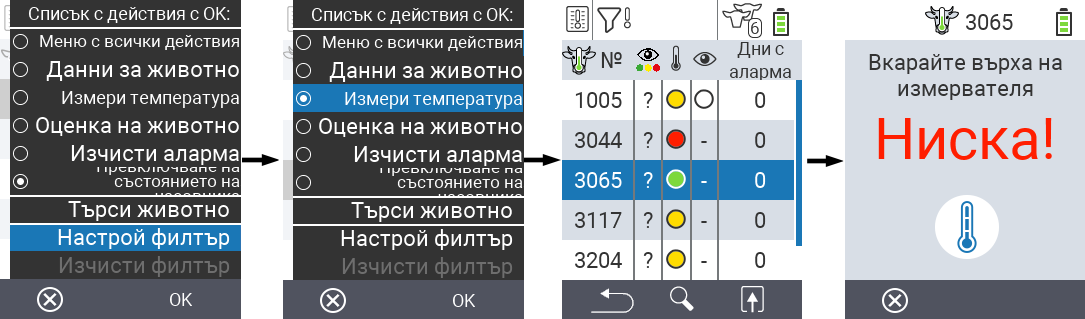 Списък с действия с OK:
Меню с всички действия
Данни за животно
Измери температура
Оценка на животно
Изчисти аларма
Превключване на
състоянието на
Търси животно
Настрой филтър
Изчисти филтър
OK
Списък с действия с OK:
Меню с всички действия
Данни за животно
Измери температура
Оценка на животно
Изчисти аларма
Превключване на
състоянието на
Търси животно
Настрой филтър
Изчисти филтър
OK
6
№ Дни с
аларма
1005 ? 0
3044 ? - 0
3065 ? - 0
3117 ? - 0
3204 ? - 0
3065
Вкарайте върха на
измервателя
Ниска!